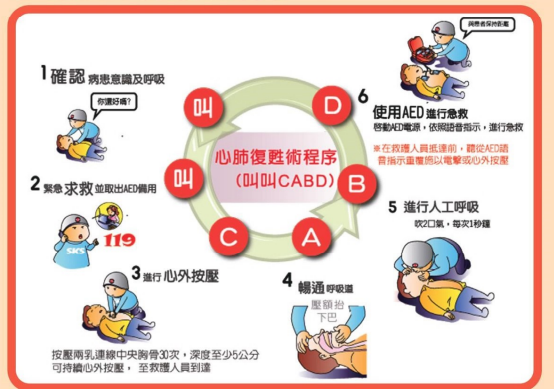 1 確認 病患意識及呼吸
你還好嗎?
2 緊急 求救 並取出AED備用
SKS
119
3 進行 心外按壓
按壓兩乳連線中央胸骨30次，深度至少5公分
可持續心外按壓， 至救護人員到達
4 暢通 呼吸道
壓額抬
下巴
5 進行人工呼吸
吹2口氣，每次1秒鐘
與患者保持距離
6
使用AED 進行急救
啟動AED電源，依照語音指示，進行急救
※在救護人員抵達前，聽從AED語
音指示重覆施以電擊或心外按壓
叫
叫
C
A
B
D
心肺復甦術程序
(叫叫CABD)